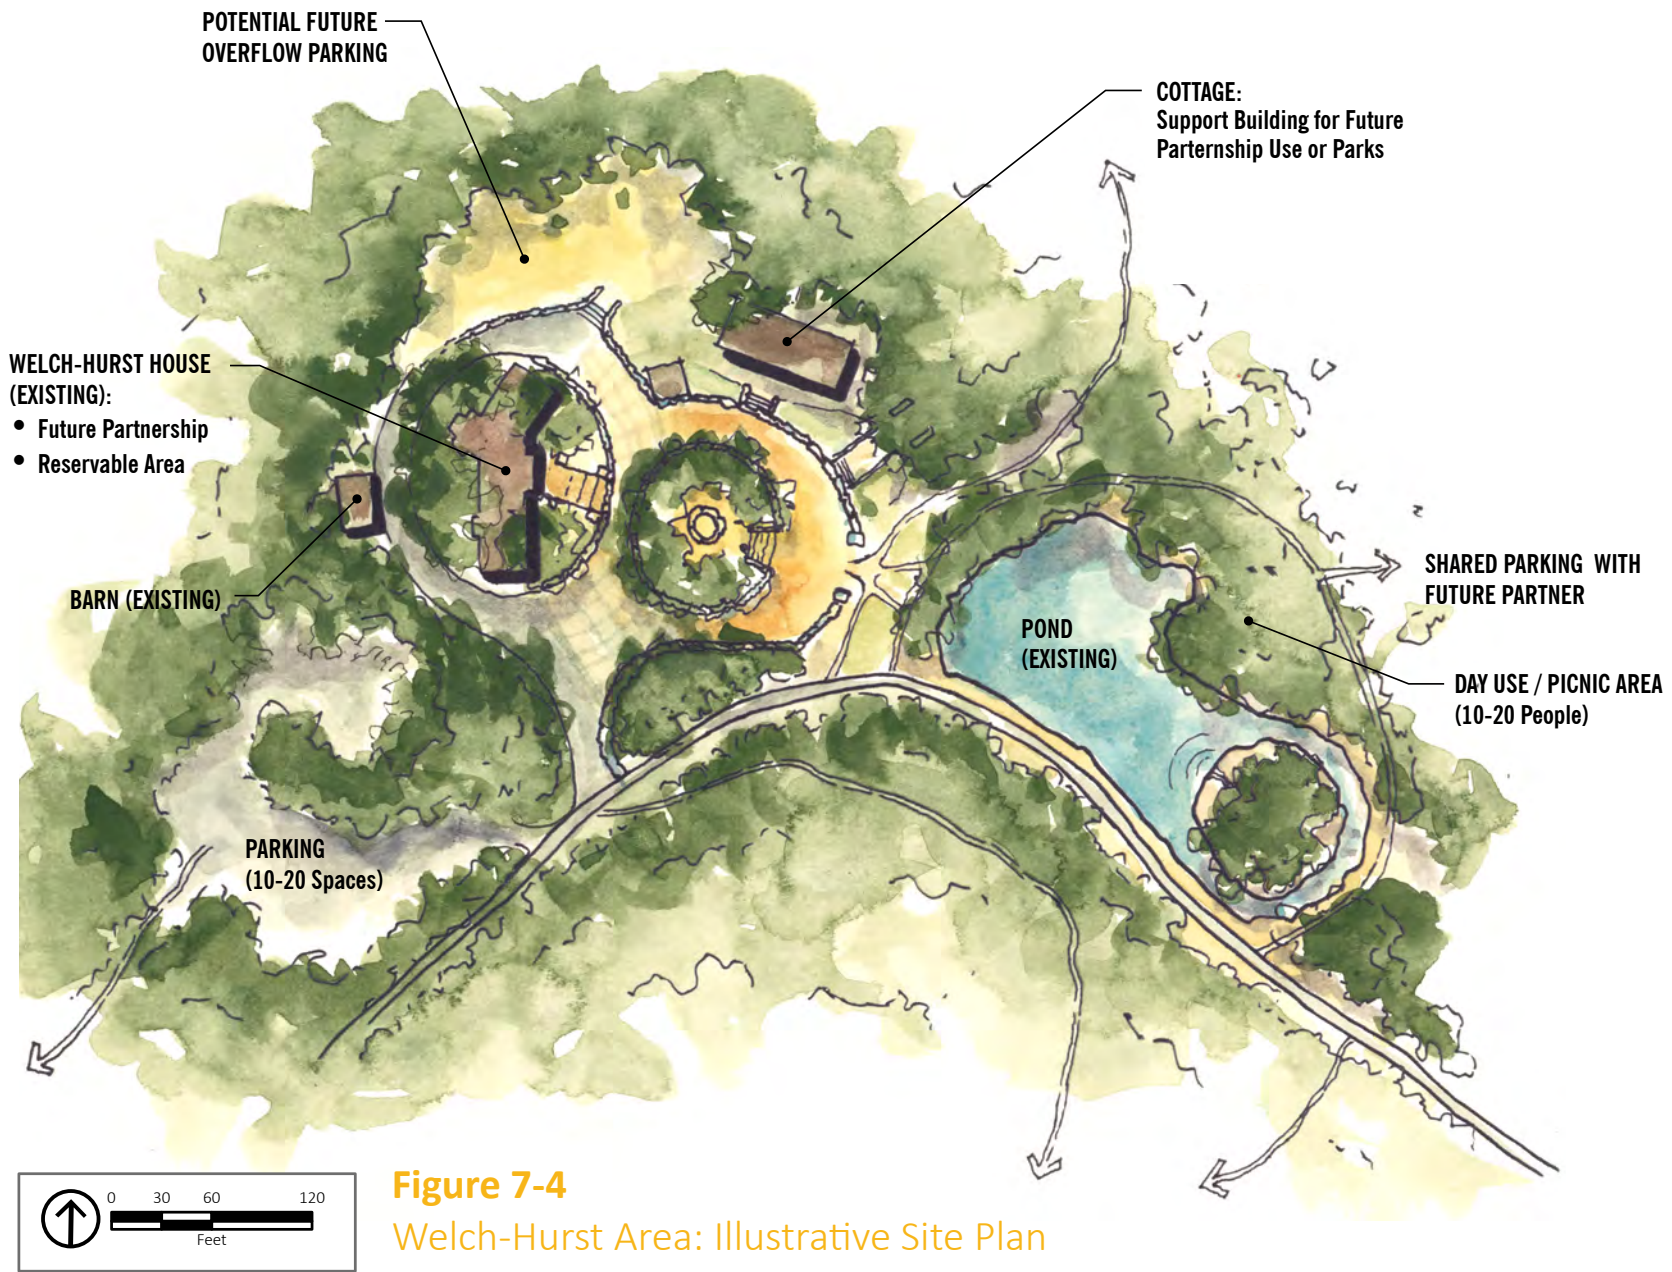 POTENTIAL FUTURE
OVERFLOW PARKING
COTTAGE:
Support Building for Future
Parternship Use or Parks
WELCH-HURST HOUSE
(EXISTING):
• Future Partnership
• Reservable Area
BARN (EXISTING)
SHARED PARKING WITH
FUTURE PARTNER
POND
(EXISTING)
DAY USE / PICNIC AREA
(10-20 People)
PARKING
(10-20 Spaces)
0 30 60 120
Feet
Figure 7-4
Welch-Hurst Area: Illustrative Site Plan